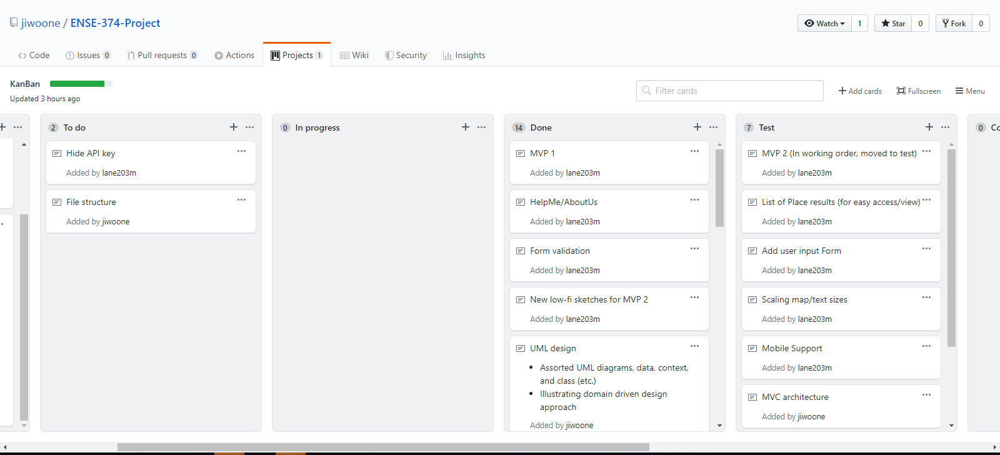 jiwoone / ENSE-374-Project
Watch 1
Star 0
Fork 0
Code
Issues 0
Pull requests 0
Actions
Projects 1
Wiki
Security
Insights
KanBan
Updated 3 hours ago
Filter cards
Add cards
Fullscreen
Menu
2 To do
Hide API key
Added by lane203m
File structure
Added by jiwoone
0 In progress
14 Done
MVP 1
Added by lane203m
HelpMe/AboutUs
Added by lane203m
Form validation
Added by lane203m
New low-fi sketches for MVP 2
Added by lane203m
UML design
• Assorted UML diagrams, data, context,
and class (etc.)
• Illustrating domain driven design
approach
Added by jiwoone
7 Test
MVP 2 (In working order, moved to test)
Added by lane203m
List of Place results (for easy access/view)
Added by lane203m
Add user input Form
Added by lane203m
Scaling map/text sizes
Added by lane203m
Mobile Support
Added by lane203m
MVC architecture
Added by jiwoone
0 Co